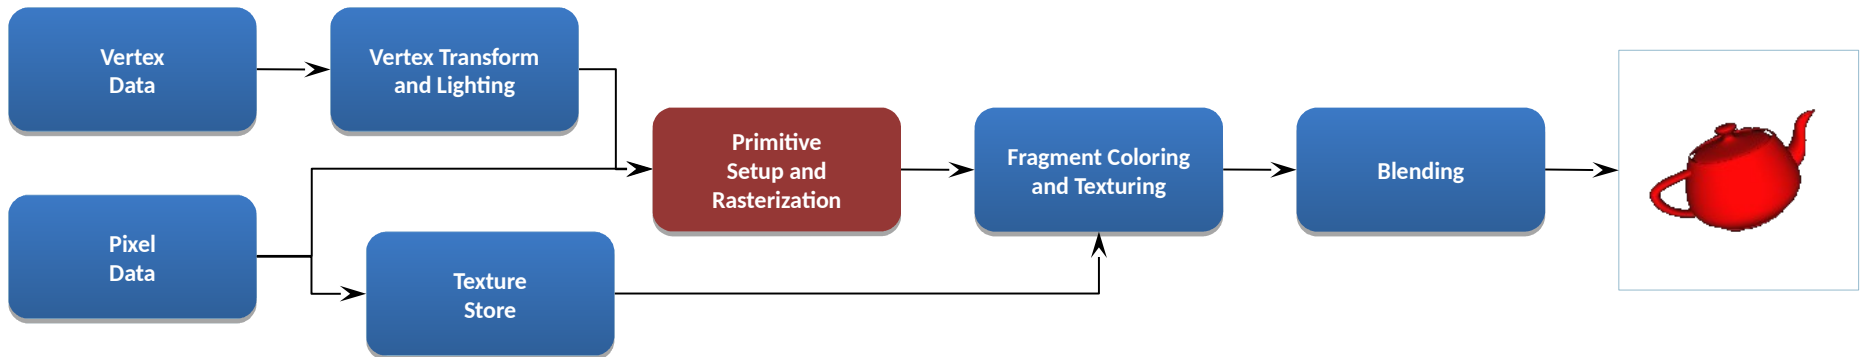 Vertex
Data
Vertex Transform
and Lighting
Primitive
Setup and
Rasterization
Fragment Coloring
and Texturing
Blending
Pixel
Data
Texture
Store